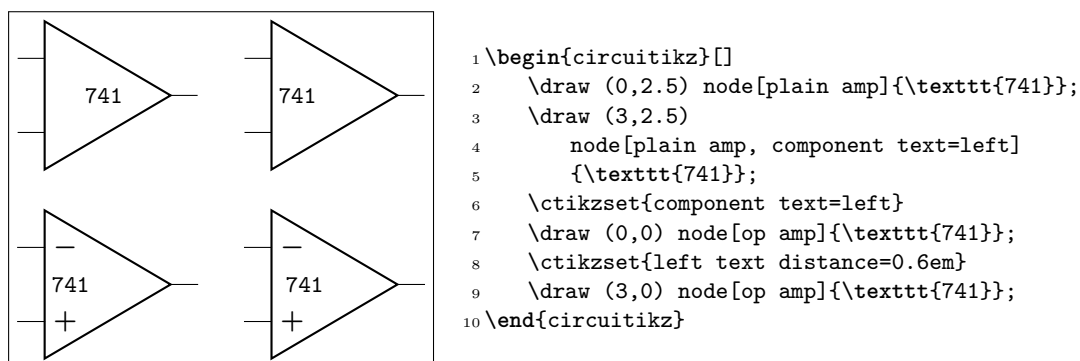 741
741
− −
741
741
+ +
1 \begin{circuitikz}[]
2 \draw (0,2.5) node[plain amp]{\texttt{741}};
3 \draw (3,2.5)
4 node[plain amp, component text=left]
5 {\texttt{741}};
6 \ctikzset{component text=left}
7 \draw (0,0) node[op amp]{\texttt{741}};
8 \ctikzset{left text distance=0.6em}
9 \draw (3,0) node[op amp]{\texttt{741}};
10 \end{circuitikz}